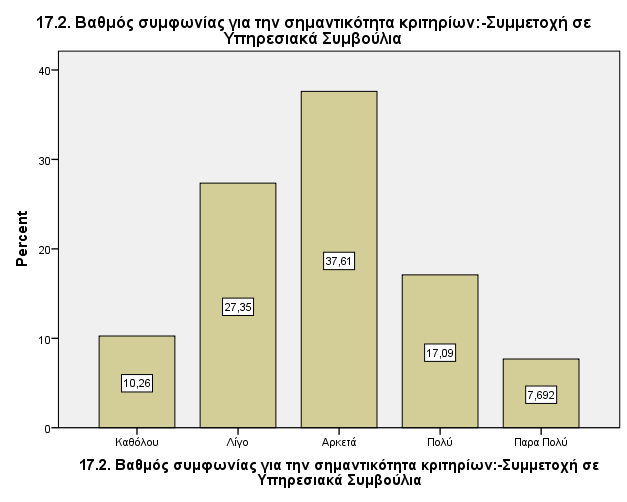 17.2. Βαθμός συμφωνίας για την σημαντικότητα κριτηρίων:-Συμμετοχή σε
Υπηρεσιακά Συμβούλια
40
30
20
10
0
Percent
10,26
27,35
37,61
17,09
7,692
Καθόλου
Λίγο
Αρκετά
Πολύ
Παρα Πολύ
17.2. Βαθμός συμφωνίας για την σημαντικότητα κριτηρίων:-Συμμετοχή σε
Υπηρεσιακά Συμβούλια